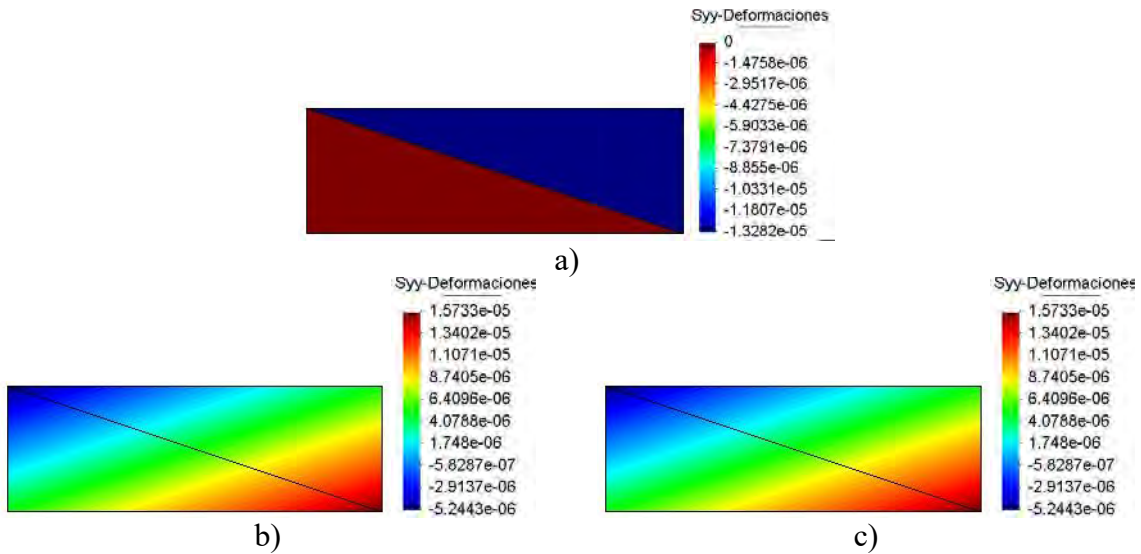 Syy-Deformaciones
0
-1.4758e-06
-2.9517e-06
-4.4275e-06
-5.9033e-06
-7.3791e-06
-8.855e-06
-1.0331e-05
-1.1807e-05
-1.3282e-05
a)
Syy-Deformaciones
1.5733e-05
1.3402e-05
1.1071e-05
8.7405e-06
6.4096e-06
4.0788e-06
1.748e-06
-5.8287e-07
-2.9137e-06
-5.2443e-06
b)
Syy-Deformaciones
1.5733e-05
1.3402e-05
1.1071e-05
8.7405e-06
6.4096e-06
4.0788e-06
1.748e-06
-5.8287e-07
-2.9137e-06
-5.2443e-06
c)